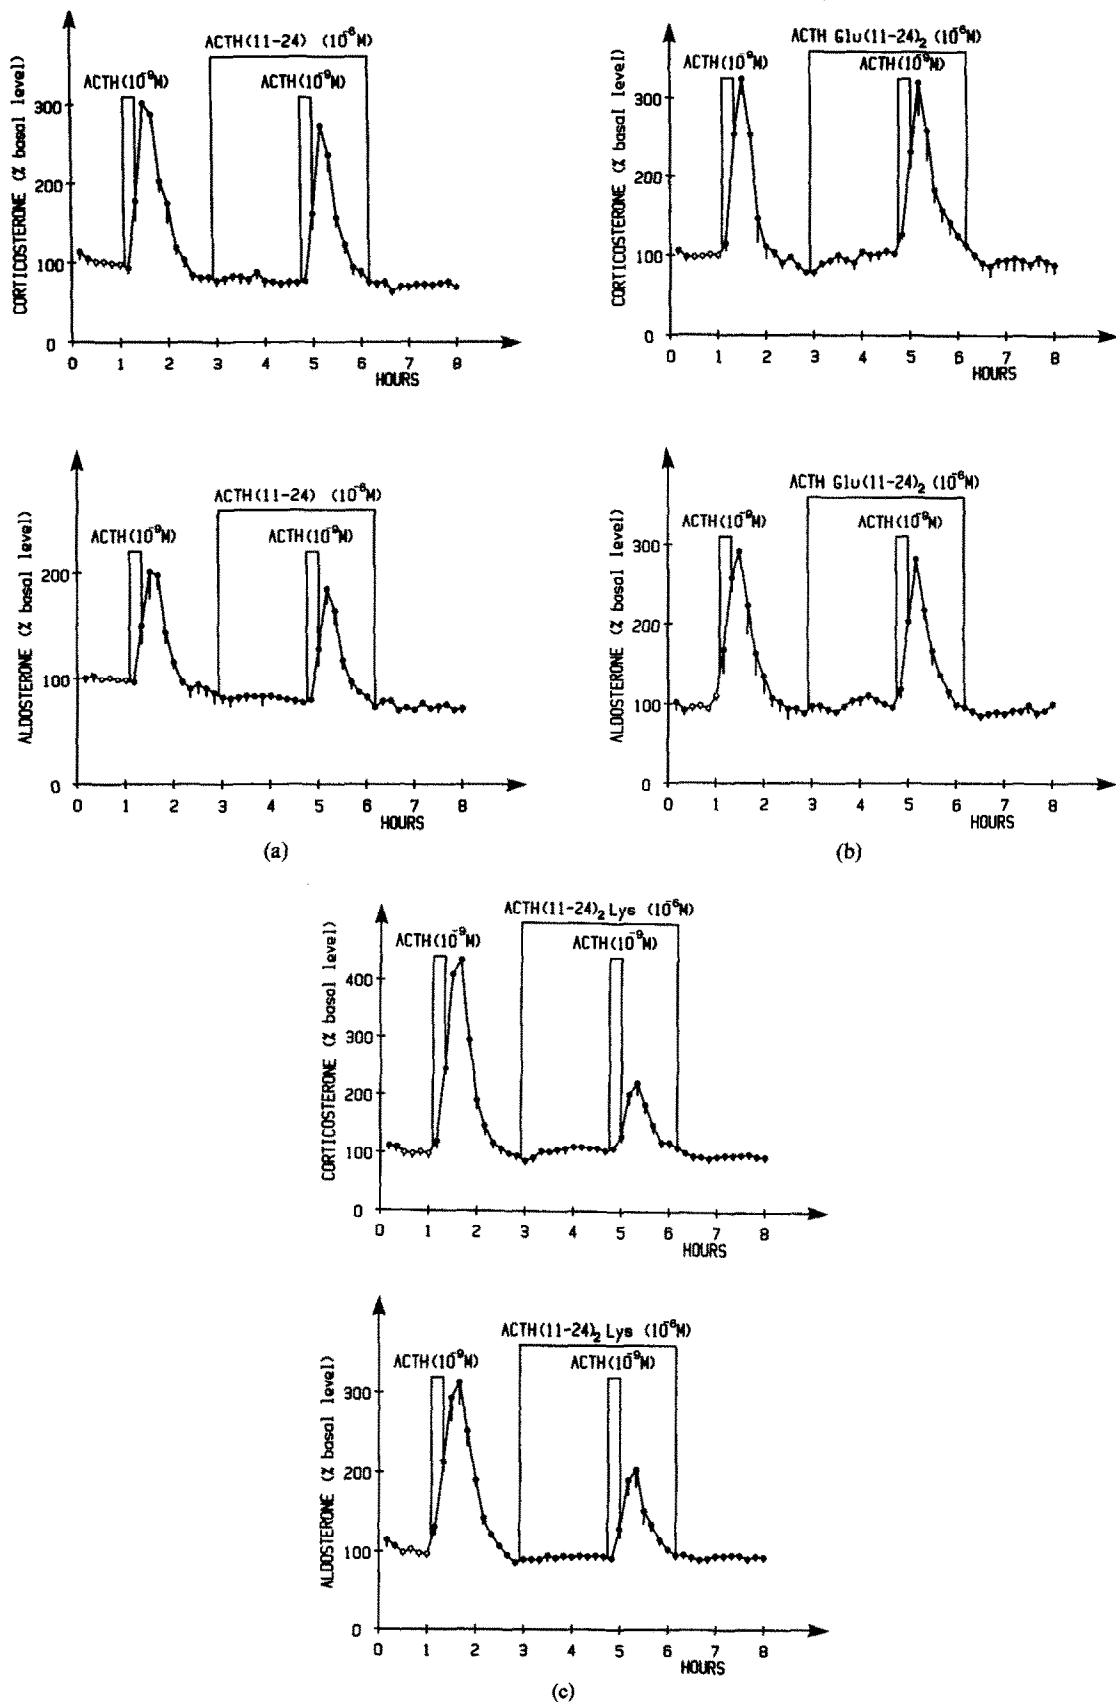 ACTH(11-24) (10⁻⁶M)
ACTH(10⁻⁹M)
ACTH(10⁻⁹M)
CORTICOSTERONE (% basal level)
300
200
100
0
0 1 2 3 4 5 6 7 8
HOURS
ACTH Glu(11-24)₂ (10⁻⁶M)
ACTH(10⁻⁹M)
ACTH(10⁻⁹M)
CORTICOSTERONE (% basal level)
300
200
100
0
0 1 2 3 4 5 6 7 8
HOURS
ACTH(11-24) (10⁻⁶M)
ACTH(10⁻⁹M)
ACTH(10⁻⁹M)
ALDOSTERONE (% basal level)
200
100
0
0 1 2 3 4 5 6 7 8
HOURS
(a)
ACTH Glu(11-24)₂ (10⁻⁶M)
ACTH(10⁻⁹M)
ACTH(10⁻⁹M)
ALDOSTERONE (% basal level)
300
200
100
0
0 1 2 3 4 5 6 7 8
HOURS
(b)
ACTH(11-24)₂ Lys (10⁻⁶M)
ACTH(10⁻⁹M)
ACTH(10⁻⁹M)
CORTICOSTERONE (% basal level)
400
300
200
100
0
0 1 2 3 4 5 6 7 8
HOURS
ACTH(11-24)₂ Lys (10⁻⁶M)
ACTH(10⁻⁹M)
ACTH(10⁻⁹M)
ALDOSTERONE (% basal level)
300
200
100
0
0 1 2 3 4 5 6 7 8
HOURS
(c)